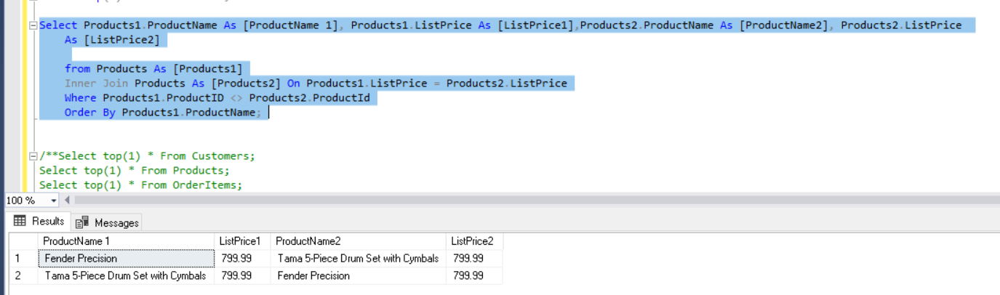 Select Products1.ProductName As [ProductName 1], Products1.ListPrice As [ListPrice1],Products2.ProductName As [ProductName2], Products2.ListPrice
As [ListPrice2]
from Products As [Products1]
Inner Join Products As [Products2] On Products1.ListPrice = Products2.ListPrice
Where Products1.ProductID <> Products2.ProductId
Order By Products1.ProductName;
/**Select top(1) * From Customers;
Select top(1) * From Products;
Select top(1) * From OrderItems;
100 %
Results Messages
ProductName 1 ListPrice1 ProductName2 ListPrice2
1 Fender Precision 799.99 Tama 5-Piece Drum Set with Cymbals 799.99
2 Tama 5-Piece Drum Set with Cymbals 799.99 Fender Precision 799.99